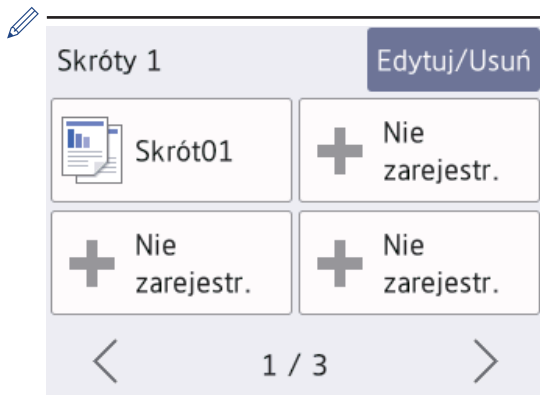 Skróty 1
Edytuj/Usuń
Skrót01
Nie
zarejestr.
Nie
zarejestr.
Nie
zarejestr.
1 / 3